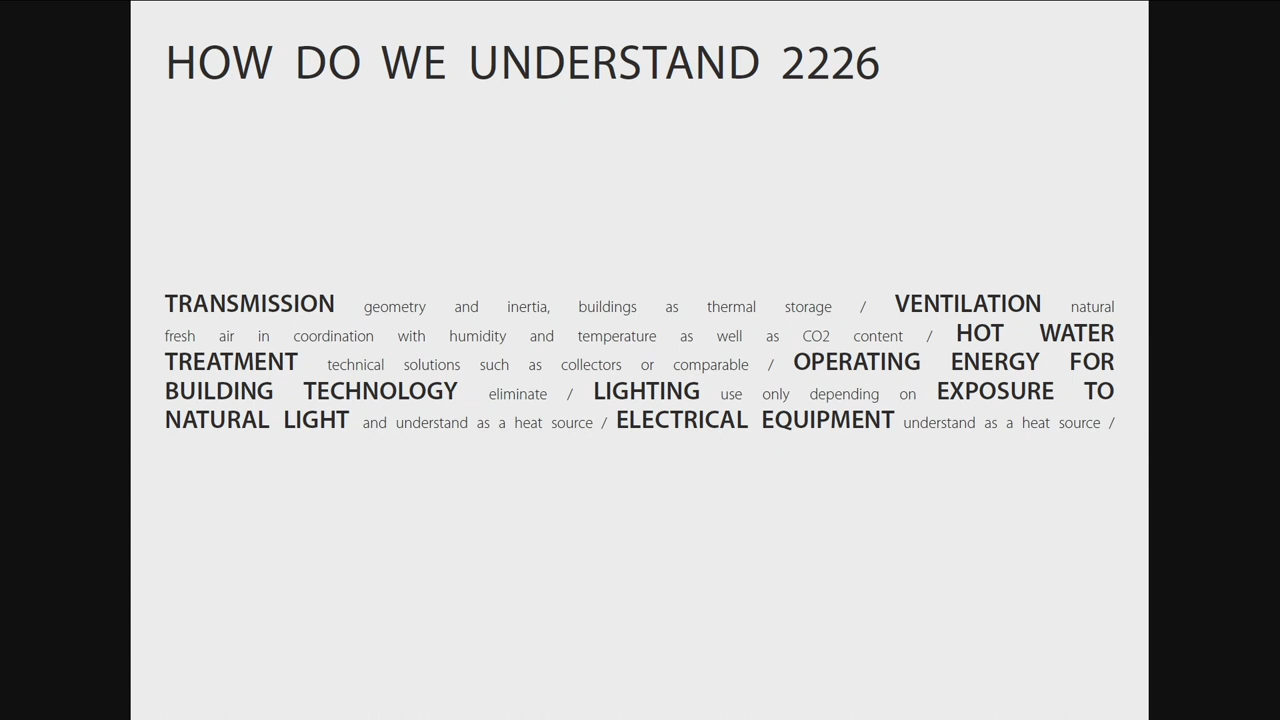 HOW DO WE UNDERSTAND 2226
TRANSMISSION geometry and inertia, buildings as thermal storage / VENTILATION natural
fresh air in coordination with humidity and temperature as well as CO2 content / HOT WATER
TREATMENT technical solutions such as collectors or comparable / OPERATING ENERGY FOR
BUILDING TECHNOLOGY eliminate / LIGHTING use only depending on EXPOSURE TO
NATURAL LIGHT and understand as a heat source / ELECTRICAL EQUIPMENT understand as a heat source /